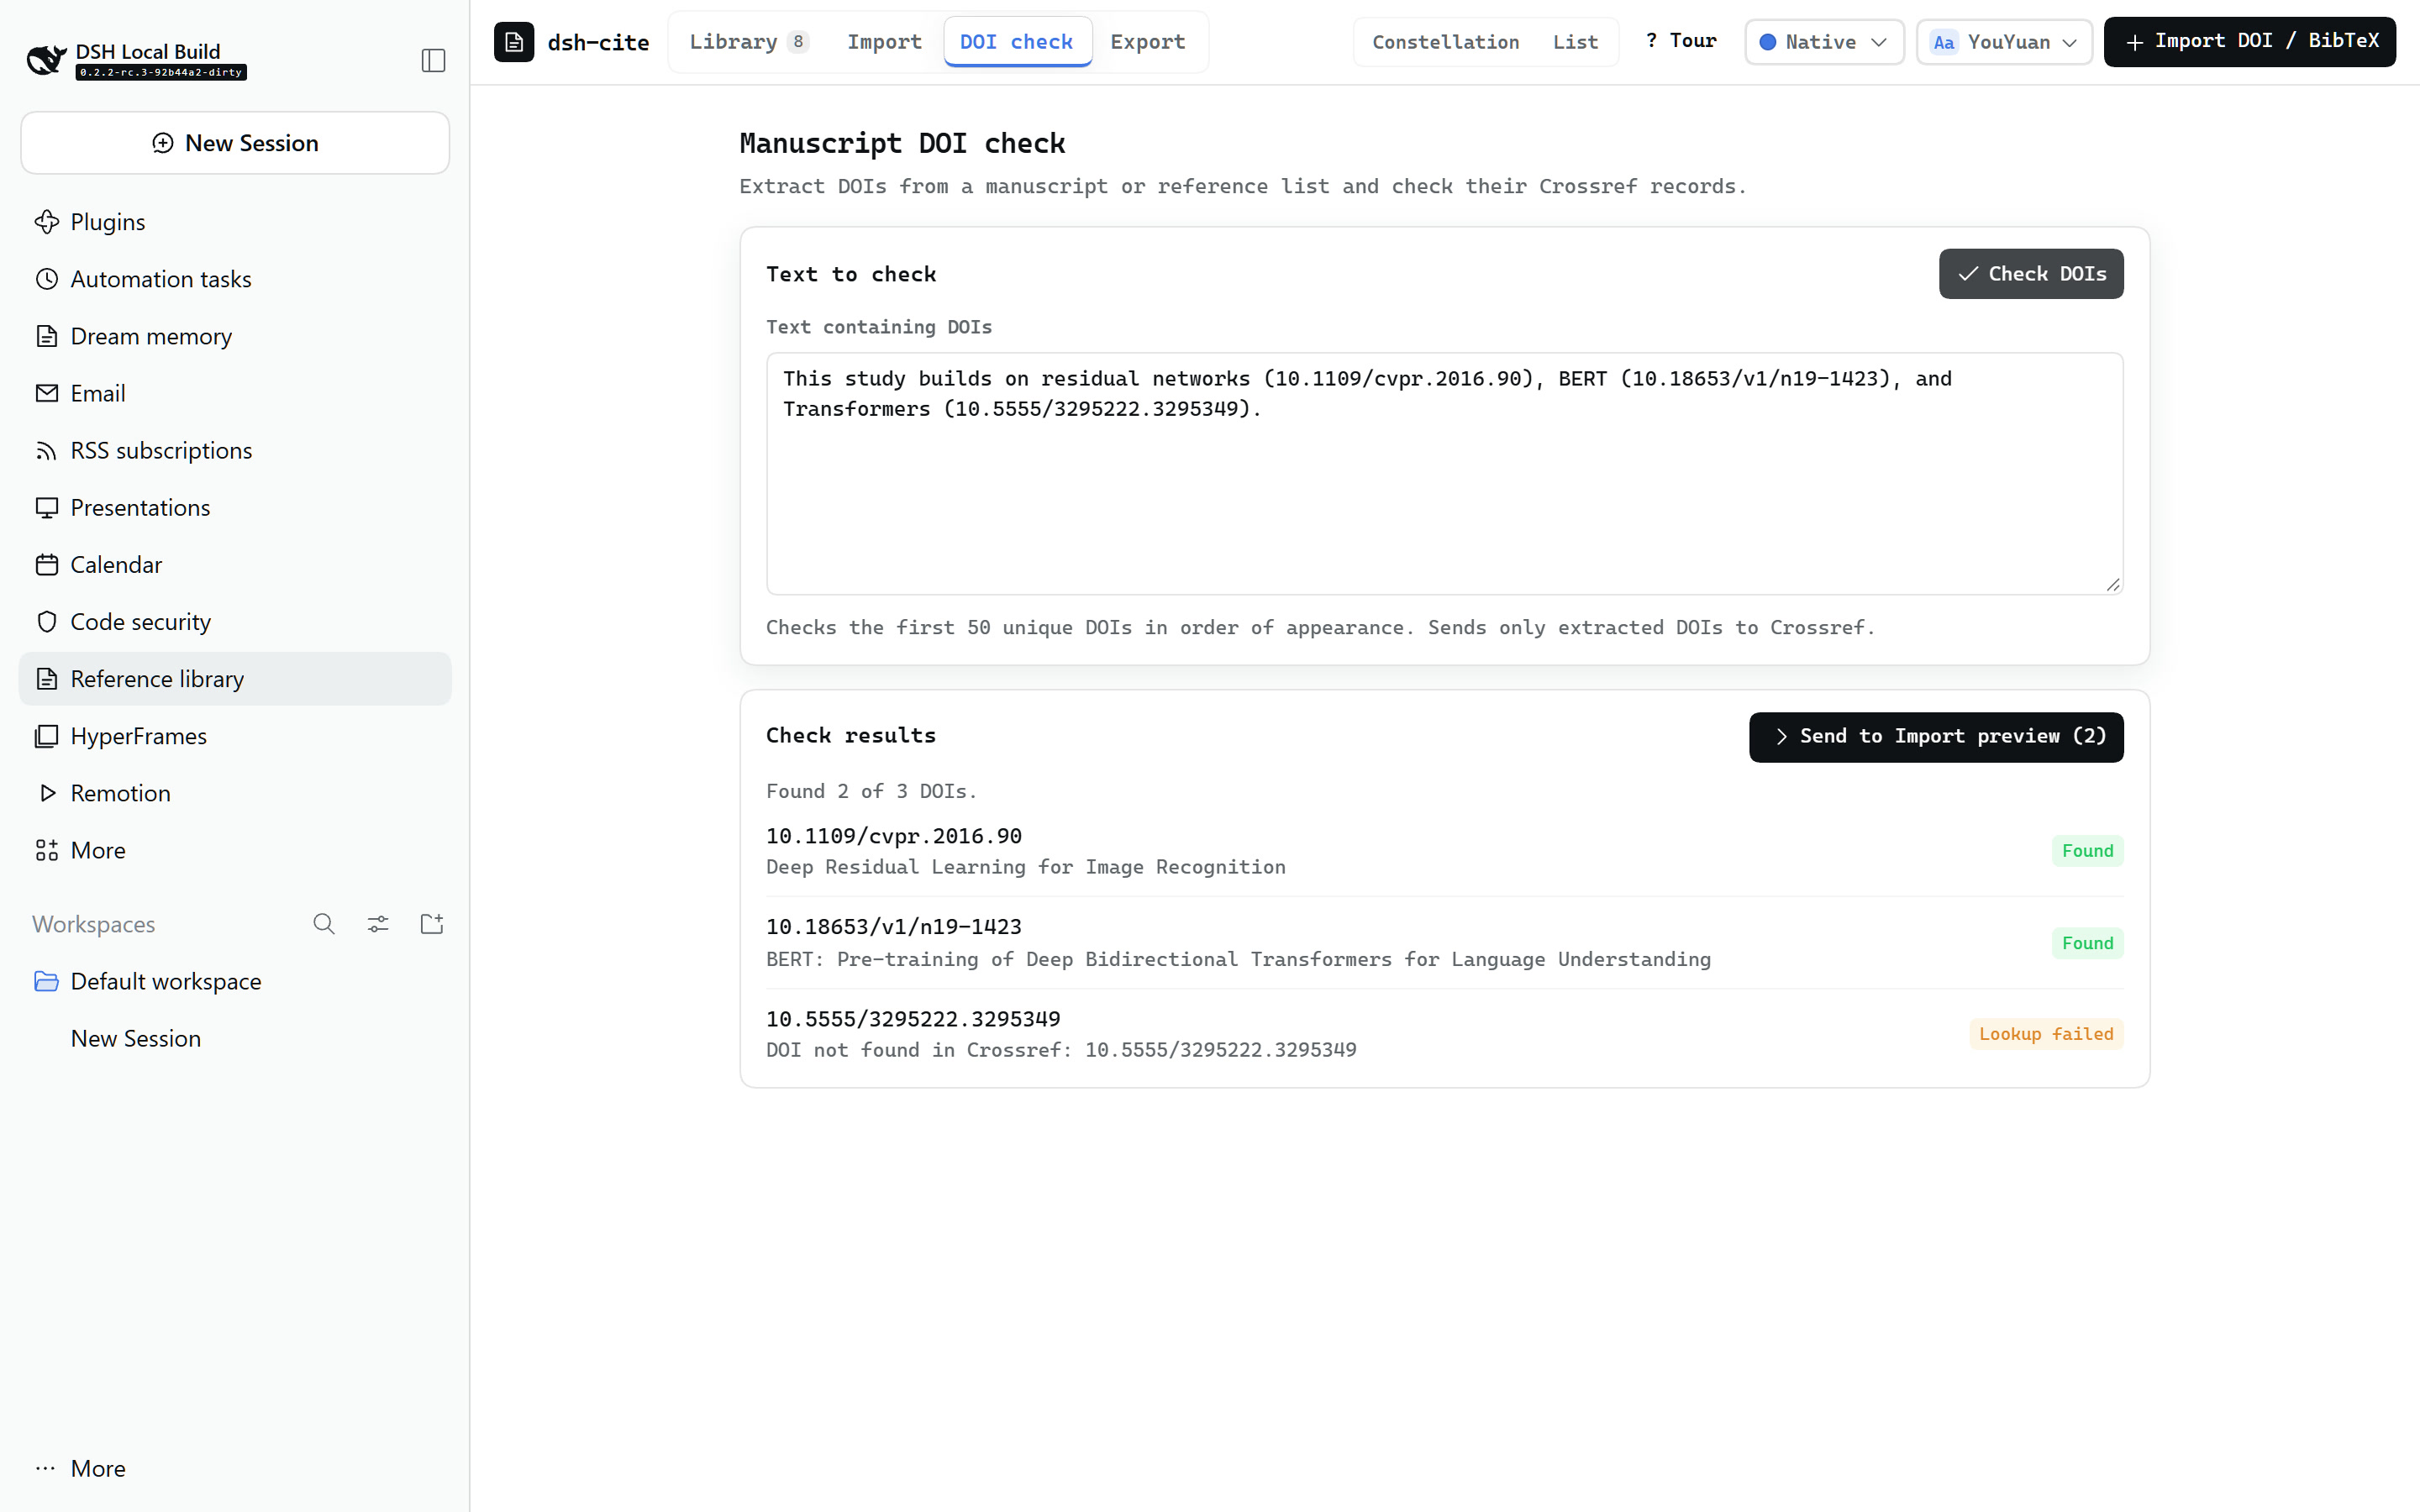 DSH Local Build
0.2.2-rc.3-92b44a2-dirty
New Session
Plugins
Automation tasks
Dream memory
Email
RSS subscriptions
Presentations
Calendar
Code security
Reference library
HyperFrames
Remotion
More
Workspaces
Default workspace
New Session
More
dsh-cite
Library 8
Import
DOI check
Export
Constellation
List
? Tour
Native
Aa YouYuan
+ Import DOI / BibTeX
Manuscript DOI check
Extract DOIs from a manuscript or reference list and check their Crossref records.
Text to check
Check DOIs
Text containing DOIs
This study builds on residual networks (10.1109/cvpr.2016.90), BERT (10.18653/v1/n19-1423), and
Transformers (10.5555/3295222.3295349).
Checks the first 50 unique DOIs in order of appearance. Sends only extracted DOIs to Crossref.
Check results
Send to Import preview (2)
Found 2 of 3 DOIs.
10.1109/cvpr.2016.90
Deep Residual Learning for Image Recognition
Found
10.18653/v1/n19-1423
BERT: Pre-training of Deep Bidirectional Transformers for Language Understanding
Found
10.5555/3295222.3295349
DOI not found in Crossref: 10.5555/3295222.3295349
Lookup failed